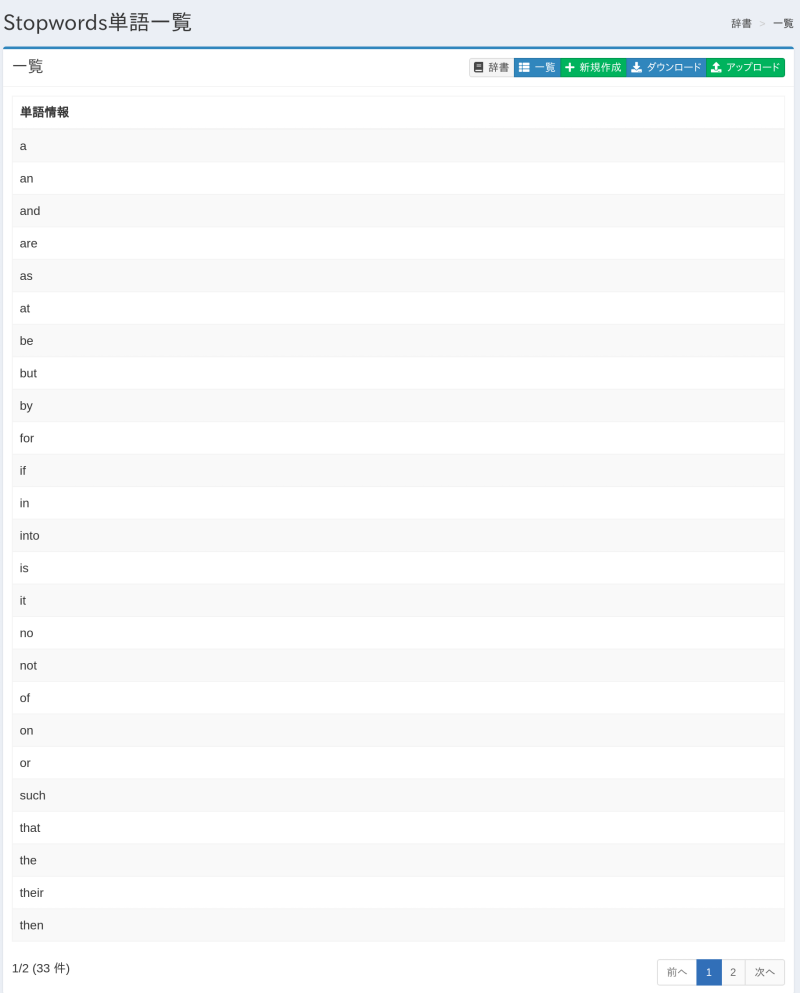 Stopwords単語一覧
辞書 > 一覧
一覧
辞書 一覧 新規作成 ダウンロード アップロード
単語情報
a
an
and
are
as
at
be
but
by
for
if
in
into
is
it
no
not
of
on
or
such
that
the
their
then
1/2 (33 件)
前へ 1 2 次へ